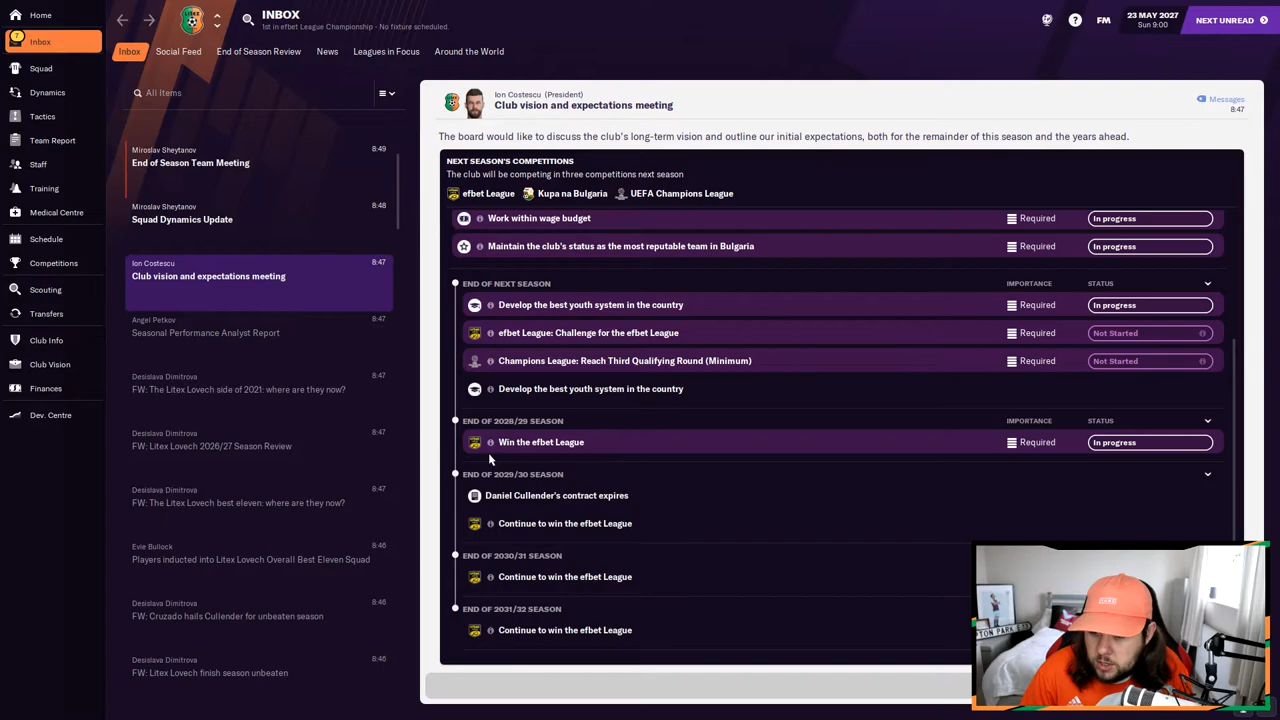 INBOX
1st in efbet League Championship - No fixture scheduled.
FM
23 MAY 2027
Sun 9:00
NEXT UNREAD
Home
7
Inbox
Squad
Dynamics
Tactics
Team Report
Staff
Training
Medical Centre
Schedule
Competitions
Scouting
Transfers
Club Info
Club Vision
Finances
Dev. Centre
Inbox
Social Feed
End of Season Review
News
Leagues in Focus
Around the World
All Items
Miroslav Sheytanov 8:49
End of Season Team Meeting
Miroslav Sheytanov 8:48
Squad Dynamics Update
Ion Costescu 8:47
Club vision and expectations meeting
Angel Petkov 8:47
Seasonal Performance Analyst Report
Desislava Dimitrova 8:47
FW: The Litex Lovech side of 2021: where are they now?
Desislava Dimitrova 8:47
FW: Litex Lovech 2026/27 Season Review
Desislava Dimitrova 8:47
FW: The Litex Lovech best eleven: where are they now?
Evie Bullock 8:46
Players inducted into Litex Lovech Overall Best Eleven Squad
Desislava Dimitrova 8:46
FW: Cruzado hails Cullender for unbeaten season
Desislava Dimitrova 8:46
FW: Litex Lovech finish season unbeaten
Ion Costescu (President)
Club vision and expectations meeting
Messages
8:47
The board would like to discuss the club's long-term vision and outline our initial expectations, both for the remainder of this season and the years ahead.
NEXT SEASON'S COMPETITIONS
The club will be competing in three competitions next season
efbet League Kupa na Bulgaria UEFA Champions League
Work within wage budget Required In progress
Maintain the club's status as the most reputable team in Bulgaria Required In progress
END OF NEXT SEASON IMPORTANCE STATUS
Develop the best youth system in the country Required In progress
efbet League: Challenge for the efbet League Required Not Started
Champions League: Reach Third Qualifying Round (Minimum) Required Not Started
Develop the best youth system in the country
END OF 2028/29 SEASON IMPORTANCE STATUS
Win the efbet League Required In progress
END OF 2029/30 SEASON
Daniel Cullender's contract expires
Continue to win the efbet League
END OF 2030/31 SEASON
Continue to win the efbet League
END OF 2031/32 SEASON
Continue to win the efbet League